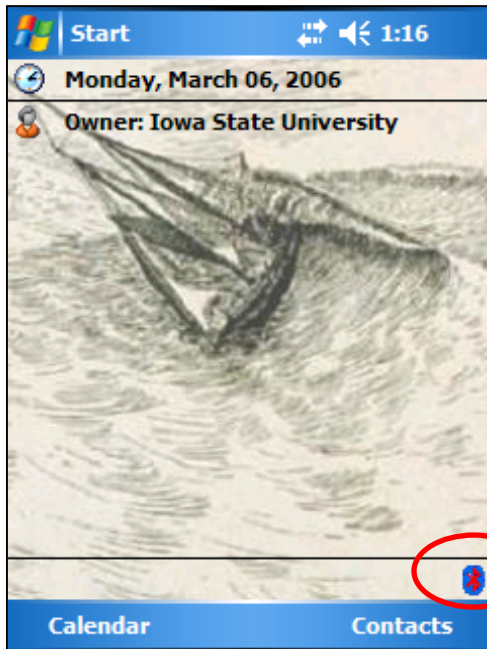 Start 1:16
Monday, March 06, 2006
Owner: Iowa State University
Calendar Contacts